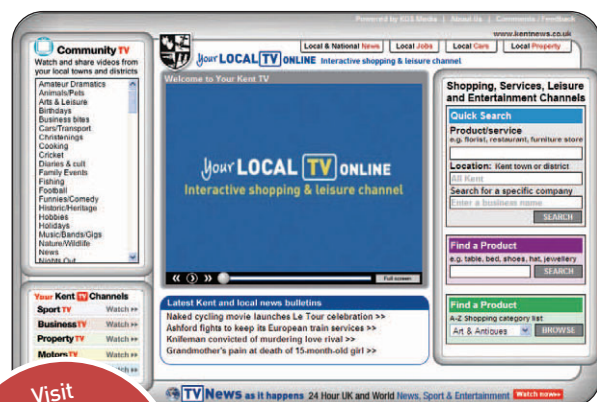 Powered by KOS Media | About Us | Comments / Feedback
www.kentnews.co.uk
Community TV
Watch and share videos from
your local towns and districts
Amateur Dramatics
Animals/Pets
Arts & Leisure
Birthdays
Business bites
Cars/Transport
Christenings
Cooking
Cricket
Diaries & cult
Family Events
Fishing
Football
Funnies/Comedy
Historic/Heritage
Hobbies
Holidays
Music/Bands/Gigs
Nature/Wildlife
News
Nights Out
Your Kent TV Channels
Sport TV Watch »
Business TV Watch »
Property TV Watch »
Motors TV Watch »
Watch »
Visit
Local & National News
Local Jobs
Local Cars
Local Property
Your LOCAL TV ONLINE Interactive shopping & leisure channel
Welcome to Your Kent TV
Your LOCAL TV ONLINE
Interactive shopping & leisure channel
Full screen
Latest Kent and local news bulletins
Naked cycling movie launches Le Tour celebration >>
Ashford fights to keep its European train services >>
Knifeman convicted of murdering love rival >>
Grandmother's pain at death of 15-month-old girl >>
TV News as it happens 24 Hour UK and World News, Sport & Entertainment Watch now»
Shopping, Services, Leisure
and Entertainment Channels
Quick Search
Product/service
e.g. florist, restaurant, furniture store
Location: Kent town or district
All Kent
Search for a specific company
Enter a business name
SEARCH
Find a Product
e.g. table, bed, shoes, hat, jewellery
SEARCH
Find a Product
A-Z Shopping category list
Art & Antiques
BROWSE